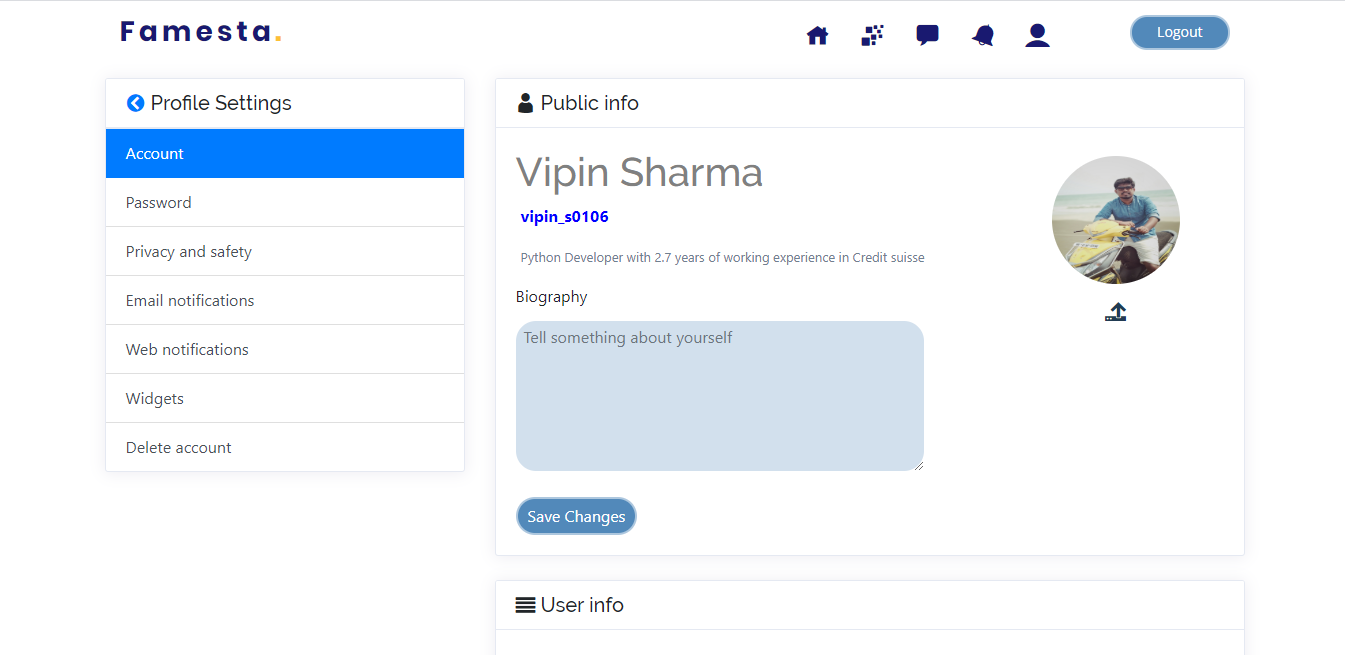 Famesta.
Logout
Profile Settings
Account
Password
Privacy and safety
Email notifications
Web notifications
Widgets
Delete account
Public info
Vipin Sharma
vipin_s0106
Python Developer with 2.7 years of working experience in Credit suisse
Biography
Tell something about yourself
Save Changes
User info